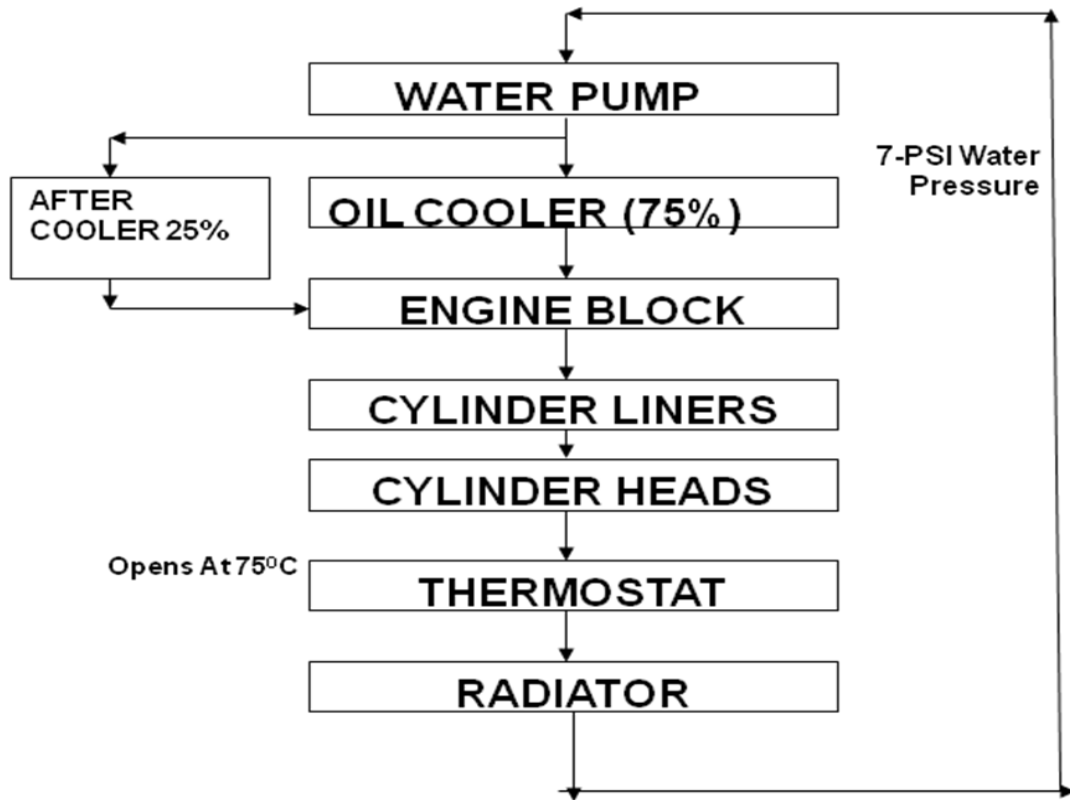 WATER PUMP
7-PSI Water
Pressure
AFTER
COOLER 25%
OIL COOLER (75%)
ENGINE BLOCK
CYLINDER LINERS
CYLINDER HEADS
Opens At 75⁰C
THERMOSTAT
RADIATOR